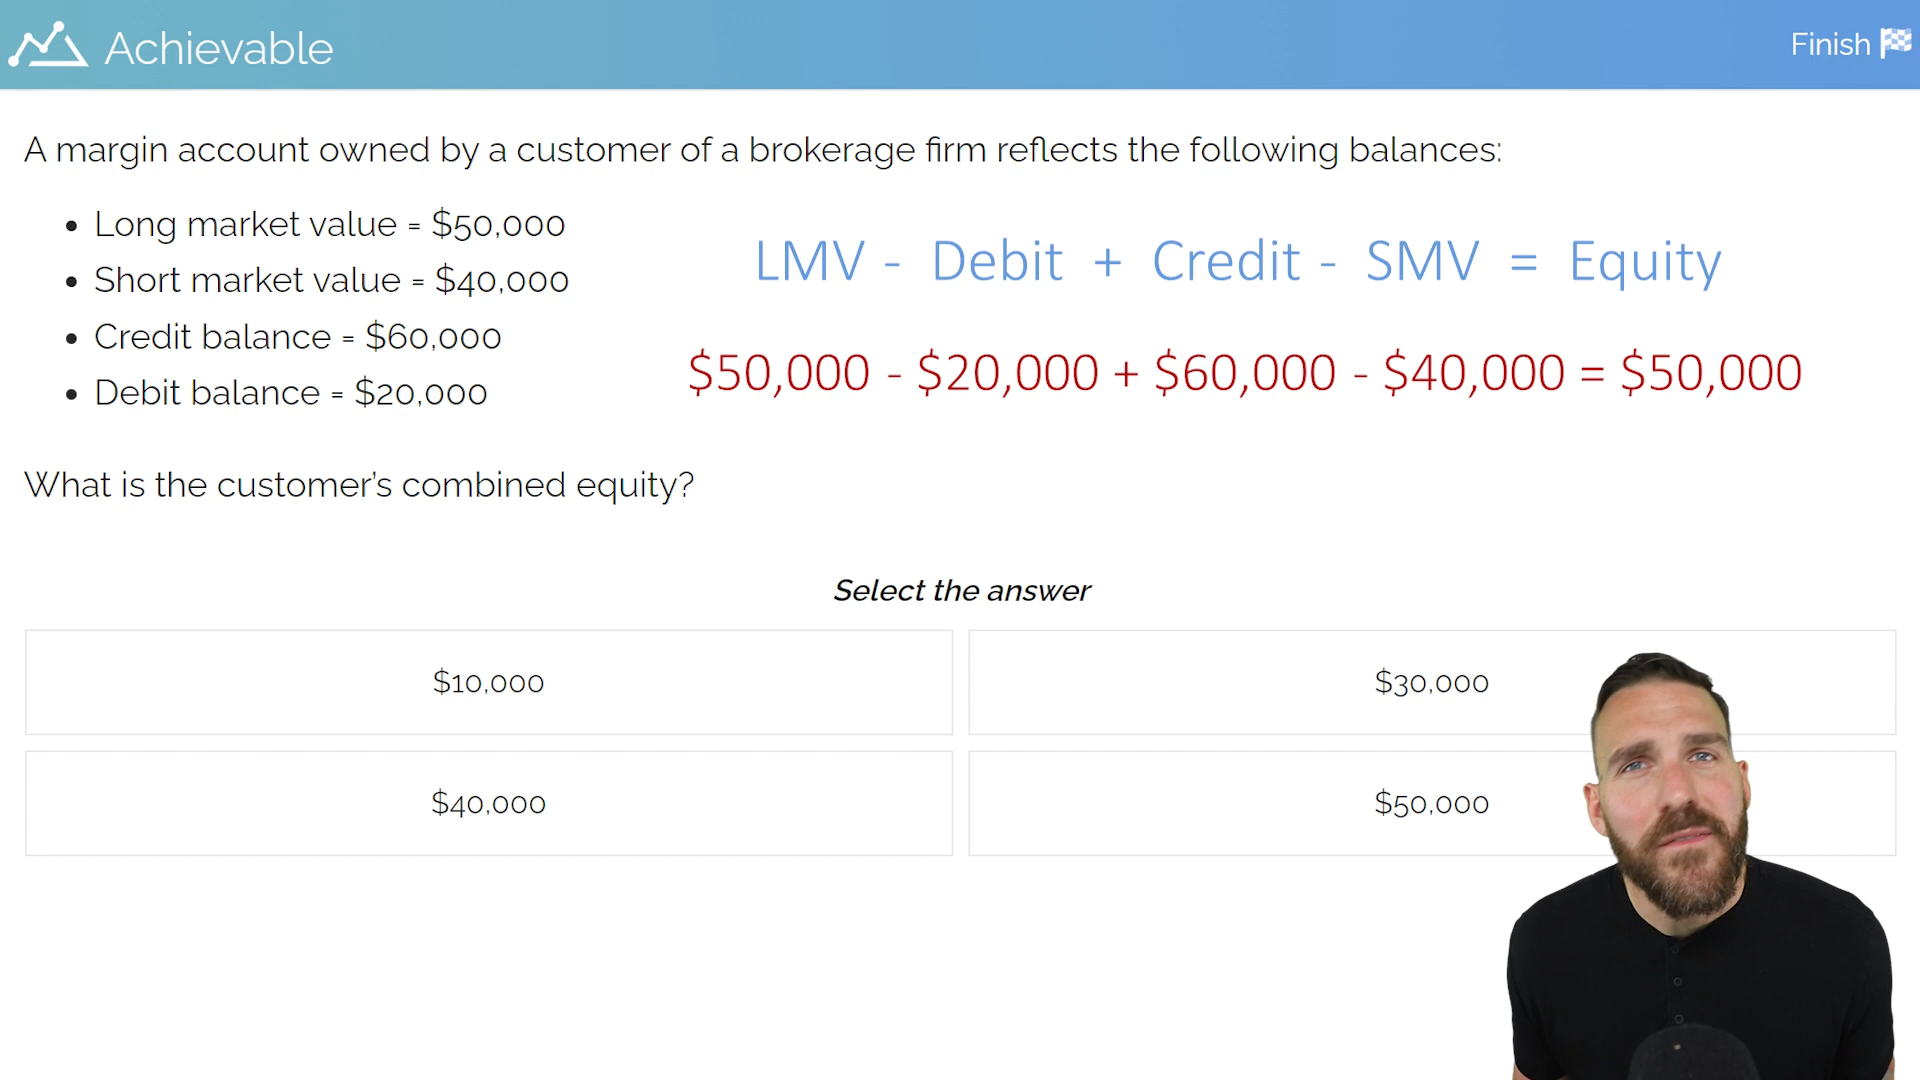 Achievable
Finish
A margin account owned by a customer of a brokerage firm reflects the following balances:
• Long market value = $50,000
• Short market value = $40,000
• Credit balance = $60,000
• Debit balance = $20,000
LMV - Debit + Credit - SMV = Equity
$50,000 - $20,000 + $60,000 - $40,000 = $50,000
What is the customer's combined equity?
Select the answer
$10,000
$30,000
$40,000
$50,000